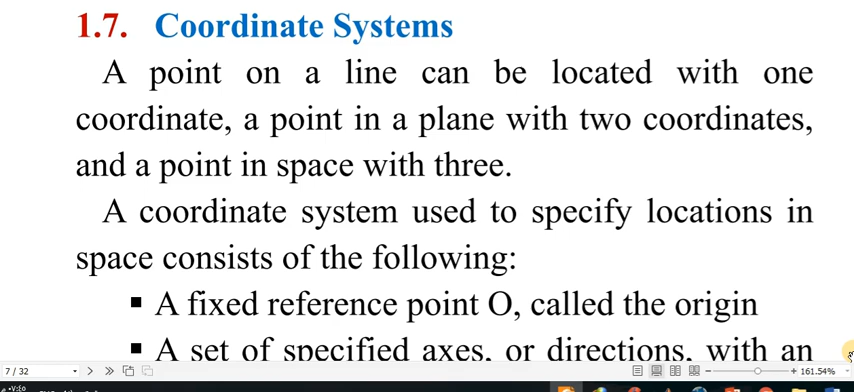 1.7. Coordinate Systems
A point on a line can be located with one
coordinate, a point in a plane with two coordinates,
and a point in space with three.
A coordinate system used to specify locations in
space consists of the following:
▪ A fixed reference point O, called the origin
▪ A set of specified axes, or directions, with an
7 / 32
161.54%